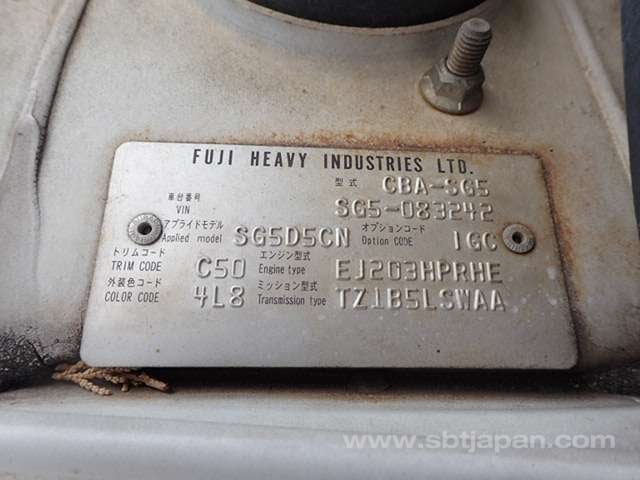 FUJI HEAVY INDUSTRIES LTD.
型式 CBA-SG5
車台番号
VIN SG5-083242
アプライドモデル オプションコード
Applied model SG5D5CN Option CODE IGC
トリムコード エンジン型式
TRIM CODE C50 Engine type EJ203HPRHE
外装色コード ミッション型式
COLOR CODE 4L8 Transmission type TZ1B5LSWAA
www.sbtjapan.com